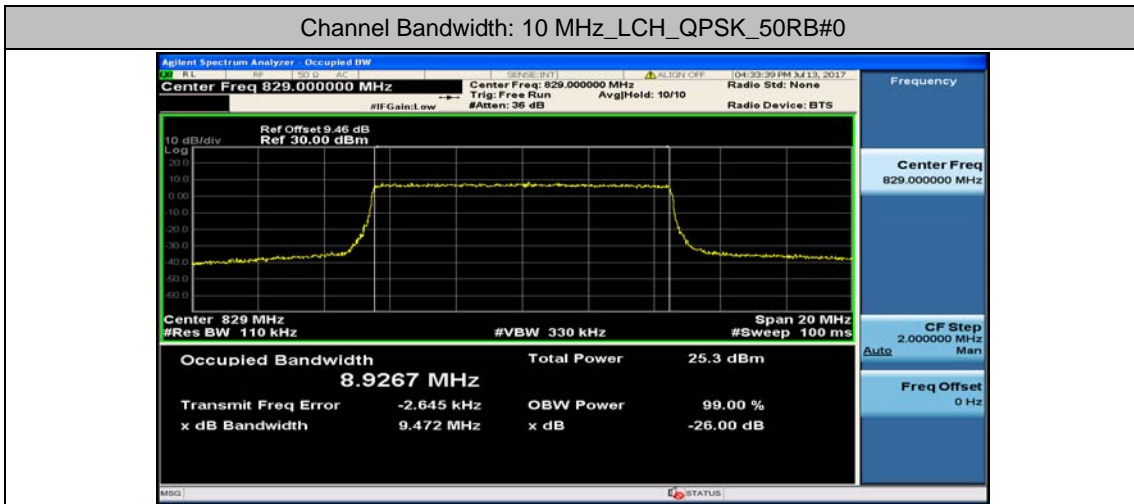 Channel Bandwidth: 10 MHz_LCH_QPSK_50RB#0
Agilent Spectrum Analyzer - Occupied BW
RL RF 50 Ω AC SENSE:INT ALIGN OFF 04:33:39 PM Jul 13, 2017
Center Freq 829.000000 MHz Center Freq: 829.000000 MHz Radio Std: None
Trig: Free Run Avg|Hold: 10/10
#IFGain:Low #Atten: 36 dB Radio Device: BTS
Frequency
Ref Offset 9.46 dB
10 dB/div Ref 30.00 dBm
Log
20.0
10.0
0.00
-10.0
-20.0
-30.0
-40.0
-50.0
-60.0
Center Freq
829.000000 MHz
Center 829 MHz Span 20 MHz
#Res BW 110 kHz #VBW 330 kHz #Sweep 100 ms
CF Step
2.000000 MHz
Auto Man
Occupied Bandwidth Total Power 25.3 dBm
8.9267 MHz
Freq Offset
0 Hz
Transmit Freq Error -2.645 kHz OBW Power 99.00 %
x dB Bandwidth 9.472 MHz x dB -26.00 dB
MSG STATUS